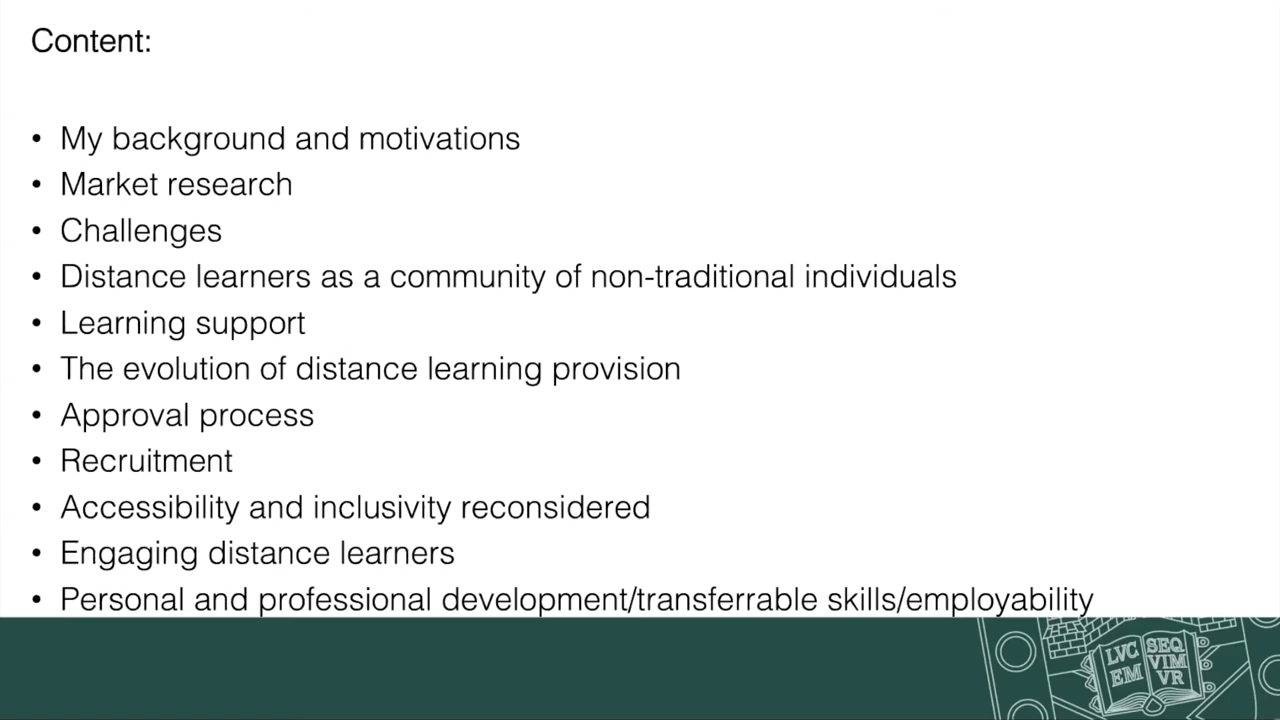 Content:
• My background and motivations
• Market research
• Challenges
• Distance learners as a community of non-traditional individuals
• Learning support
• The evolution of distance learning provision
• Approval process
• Recruitment
• Accessibility and inclusivity reconsidered
• Engaging distance learners
• Personal and professional development/transferrable skills/employability
LVC
EM
SEQ
VIM
VR